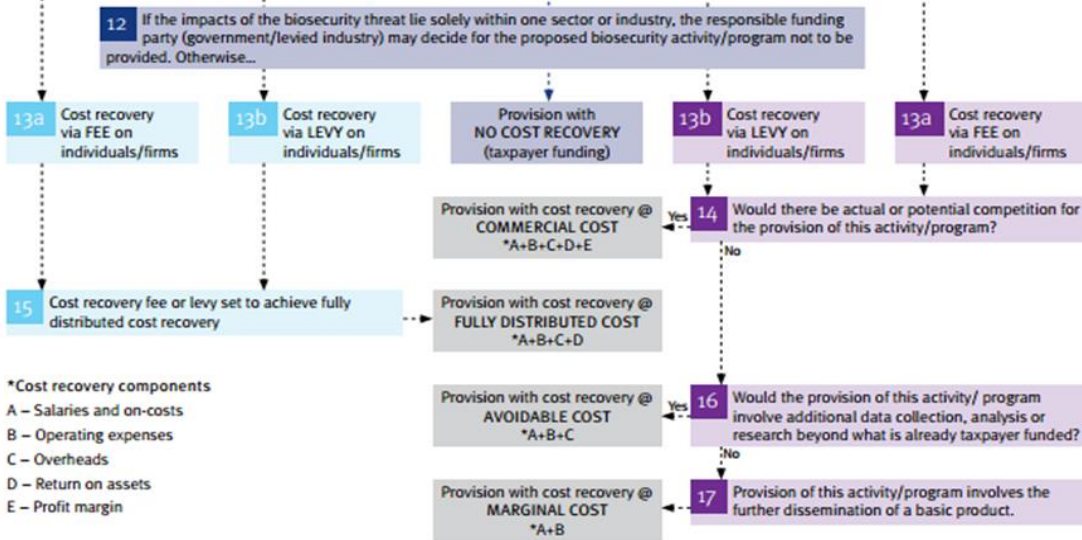 12 If the impacts of the biosecurity threat lie solely within one sector or industry, the responsible funding
party (government/levied industry) may decide for the proposed biosecurity activity/program not to be
provided. Otherwise...
13a Cost recovery
via FEE on
individuals/firms
13b Cost recovery
via LEVY on
individuals/firms
Provision with
NO COST RECOVERY
(taxpayer funding)
13b Cost recovery
via LEVY on
individuals/firms
13a Cost recovery
via FEE on
individuals/firms
Provision with cost recovery @
COMMERCIAL COST
*A+B+C+D+E
Yes
14 Would there be actual or potential competition for
the provision of this activity/program?
No
15 Cost recovery fee or levy set to achieve fully
distributed cost recovery
Provision with cost recovery @
FULLY DISTRIBUTED COST
*A+B+C+D
*Cost recovery components
A – Salaries and on-costs
B – Operating expenses
C – Overheads
D – Return on assets
E – Profit margin
Provision with cost recovery @
AVOIDABLE COST
*A+B+C
Yes
16 Would the provision of this activity/ program
involve additional data collection, analysis or
research beyond what is already taxpayer funded?
No
Provision with cost recovery @
MARGINAL COST
*A+B
17 Provision of this activity/program involves the
further dissemination of a basic product.